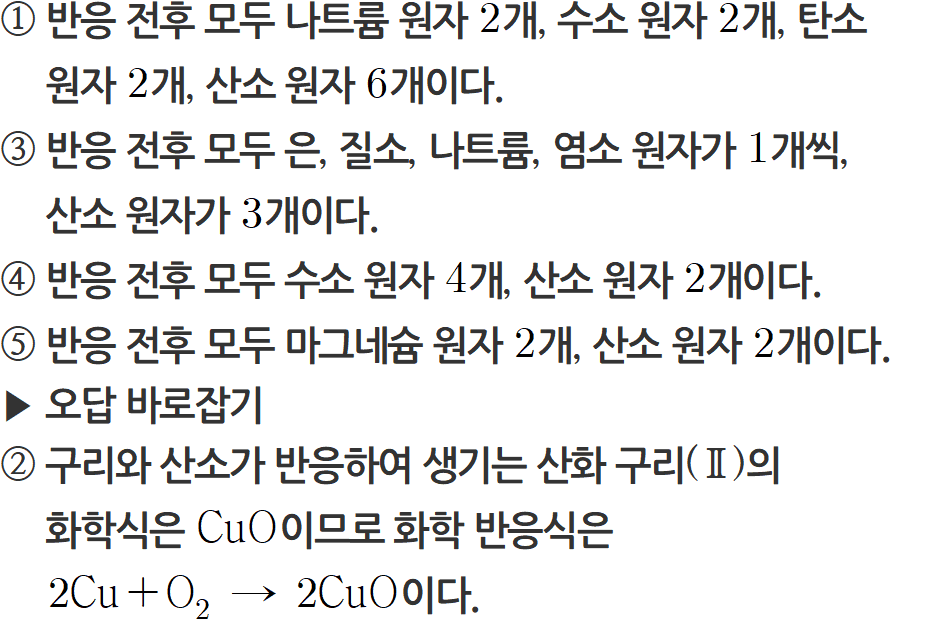 ① 반응 전후 모두 나트륨 원자 2개, 수소 원자 2개, 탄소
원자 2개, 산소 원자 6개이다.
③ 반응 전후 모두 은, 질소, 나트륨, 염소 원자가 1개씩,
산소 원자가 3개이다.
④ 반응 전후 모두 수소 원자 4개, 산소 원자 2개이다.
⑤ 반응 전후 모두 마그네슘 원자 2개, 산소 원자 2개이다.
▶ 오답 바로잡기
② 구리와 산소가 반응하여 생기는 산화 구리(Ⅱ)의
화학식은 CuO이므로 화학 반응식은
2Cu+O₂ → 2CuO이다.